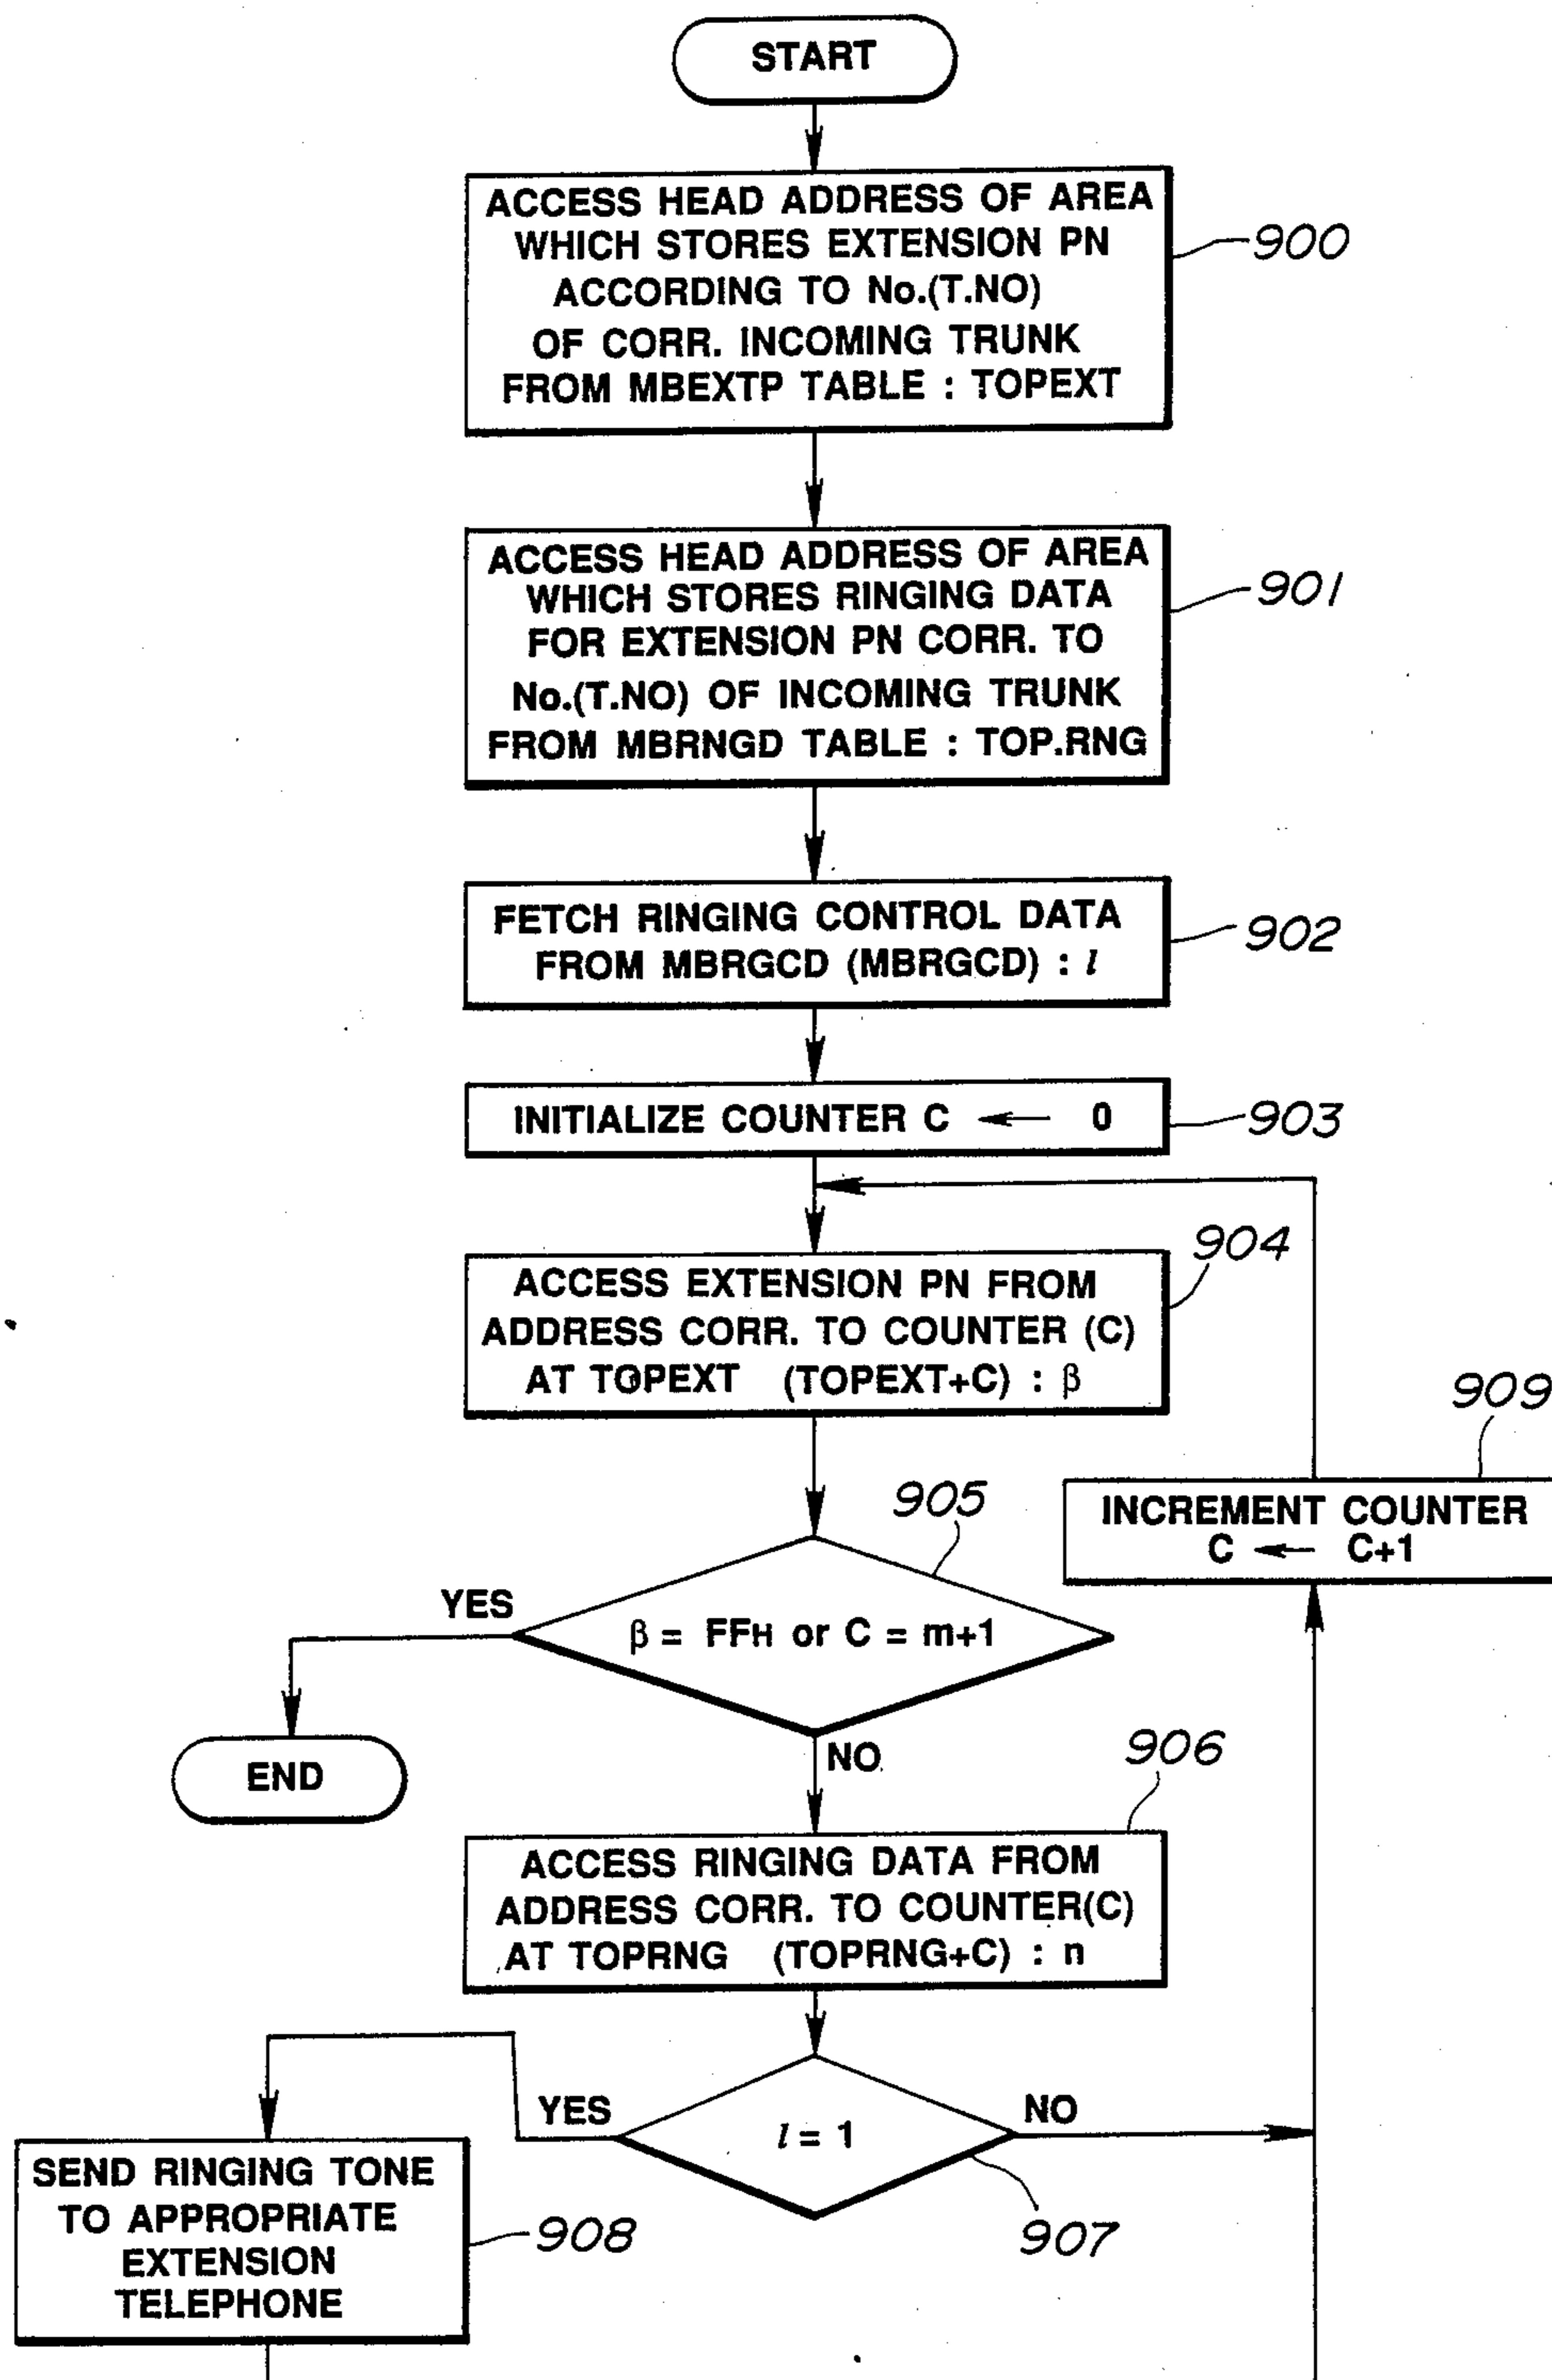 START
ACCESS HEAD ADDRESS OF AREA
WHICH STORES EXTENSION PN
ACCORDING TO No.(T.NO)
OF CORR. INCOMING TRUNK
FROM MBEXTP TABLE : TOPEXT
900
ACCESS HEAD ADDRESS OF AREA
WHICH STORES RINGING DATA
FOR EXTENSION PN CORR. TO
No.(T.NO) OF INCOMING TRUNK
FROM MBRNGD TABLE : TOP.RNG
901
FETCH RINGING CONTROL DATA
FROM MBRGCD (MBRGCD) : l
902
INITIALIZE COUNTER C ← 0
903
ACCESS EXTENSION PN FROM
ADDRESS CORR. TO COUNTER (C)
AT TOPEXT (TOPEXT+C) : β
904
909
INCREMENT COUNTER
C ← C+1
905
YES
β = FFH or C = m+1
END
NO
906
ACCESS RINGING DATA FROM
ADDRESS CORR. TO COUNTER(C)
AT TOPRNG (TOPRNG+C) : n
YES
l = 1
NO
907
SEND RINGING TONE
TO APPROPRIATE
EXTENSION
TELEPHONE
908